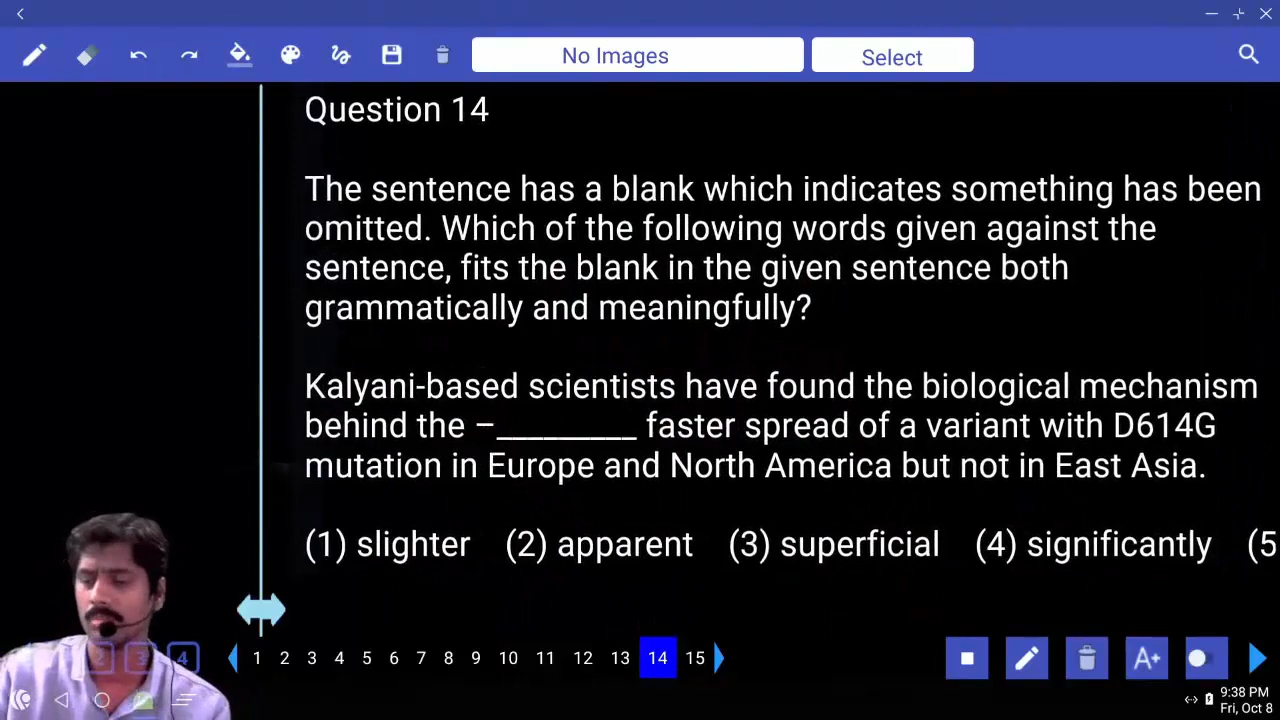 No Images
Select
Question 14
The sentence has a blank which indicates something has been
omitted. Which of the following words given against the
sentence, fits the blank in the given sentence both
grammatically and meaningfully?
Kalyani-based scientists have found the biological mechanism
behind the –__________ faster spread of a variant with D614G
mutation in Europe and North America but not in East Asia.
(1) slighter (2) apparent (3) superficial (4) significantly (5
2 3 4 1 2 3 4 5 6 7 8 9 10 11 12 13 14 15 A+
9:38 PM
Fri, Oct 8